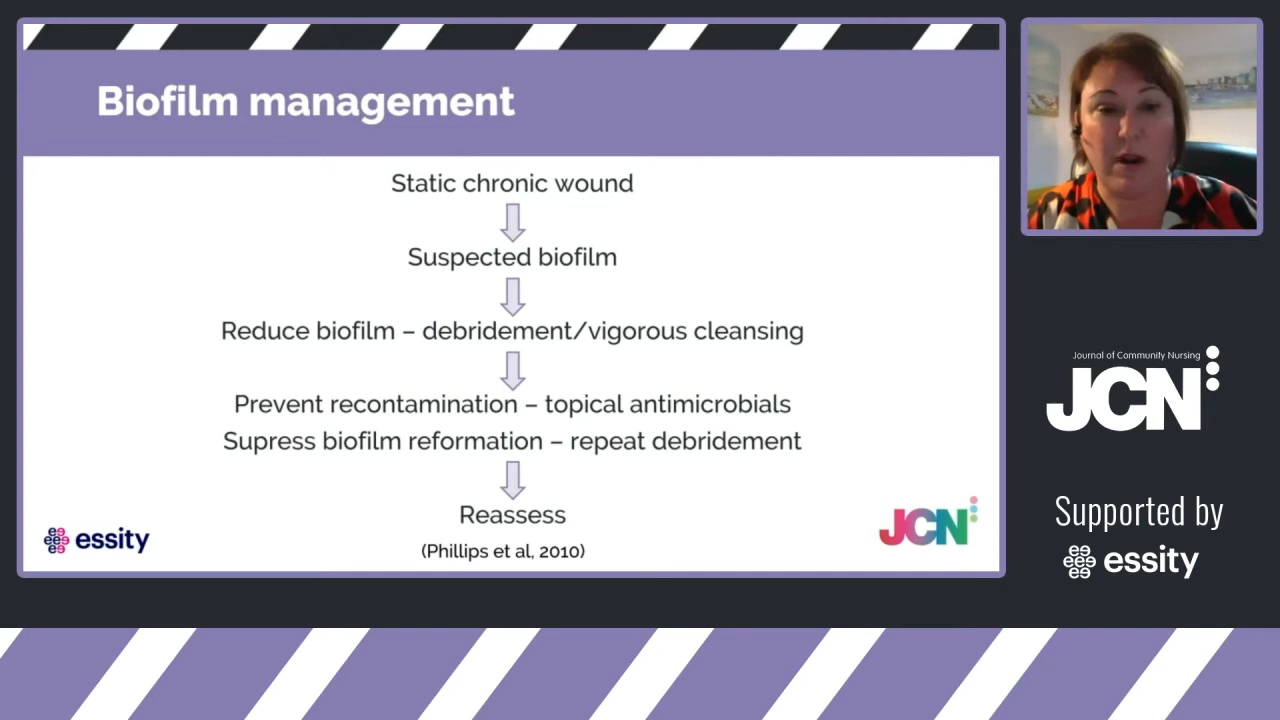 Biofilm management
Static chronic wound
Suspected biofilm
Reduce biofilm – debridement/vigorous cleansing
Prevent recontamination – topical antimicrobials
Supress biofilm reformation – repeat debridement
Reassess
(Phillips et al, 2010)
essity
JCN
Journal of Community Nursing
JCN
Supported by
essity